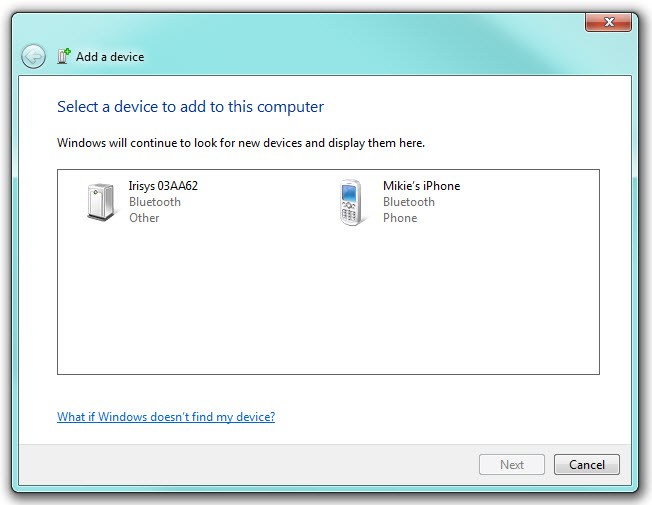 Add a device
Select a device to add to this computer
Windows will continue to look for new devices and display them here.
Irisys 03AA62
Bluetooth
Other
Mikie's iPhone
Bluetooth
Phone
What if Windows doesn't find my device?
Next
Cancel